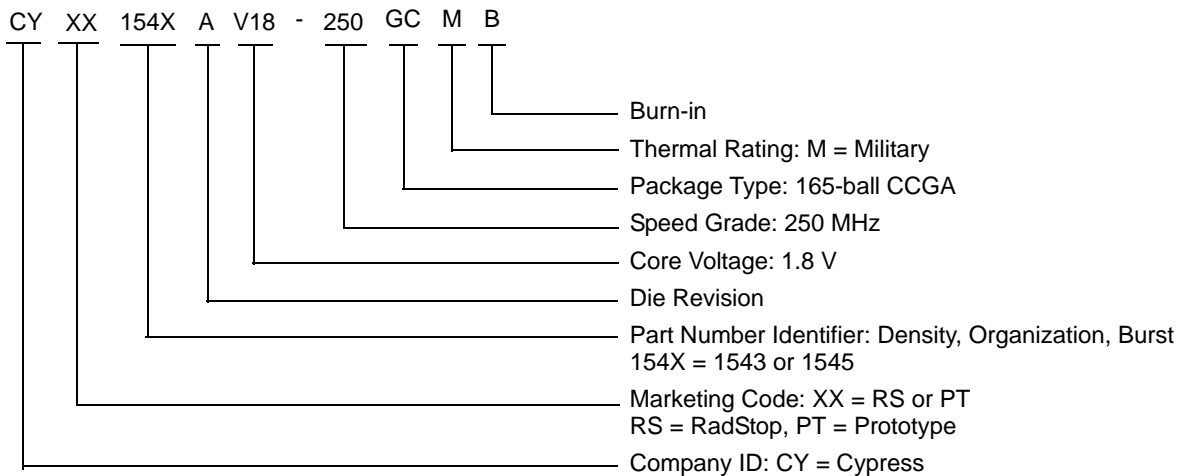 CY XX 154X A V18 - 250 GC M B
Burn-in
Thermal Rating: M = Military
Package Type: 165-ball CCGA
Speed Grade: 250 MHz
Core Voltage: 1.8 V
Die Revision
Part Number Identifier: Density, Organization, Burst
154X = 1543 or 1545
Marketing Code: XX = RS or PT
RS = RadStop, PT = Prototype
Company ID: CY = Cypress